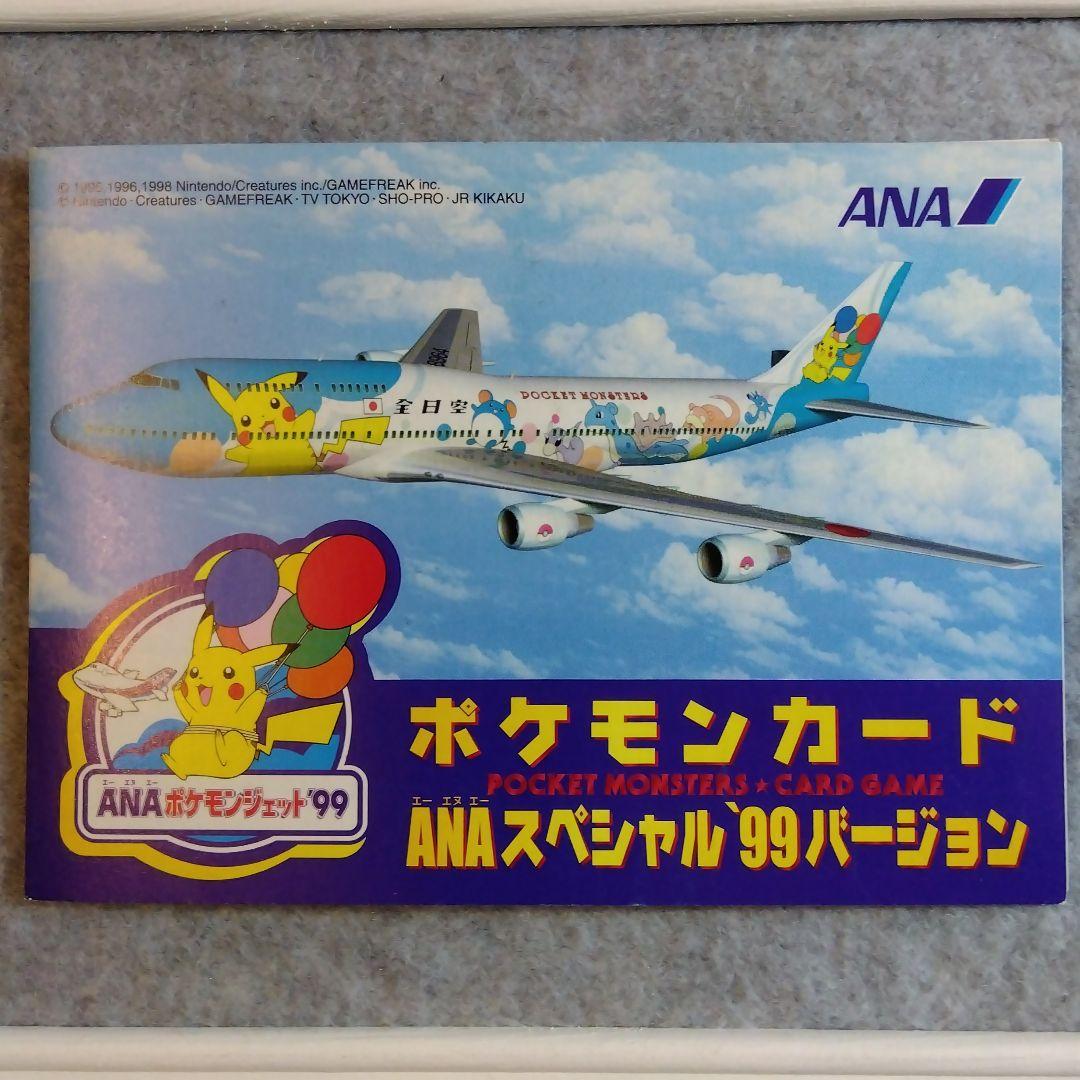 © 1995,1996,1998 Nintendo/Creatures inc./GAMEFREAK inc.
© Nintendo・Creatures・GAMEFREAK・TV TOKYO・SHO-PRO・JR KIKAKU
ANA
全日空
POCKET MONSTERS
エー エヌ エー
ANAポケモンジェット'99
ポケモンカード
POCKET MONSTERS★CARD GAME
エー エヌ エー
ANAスペシャル'99バージョン